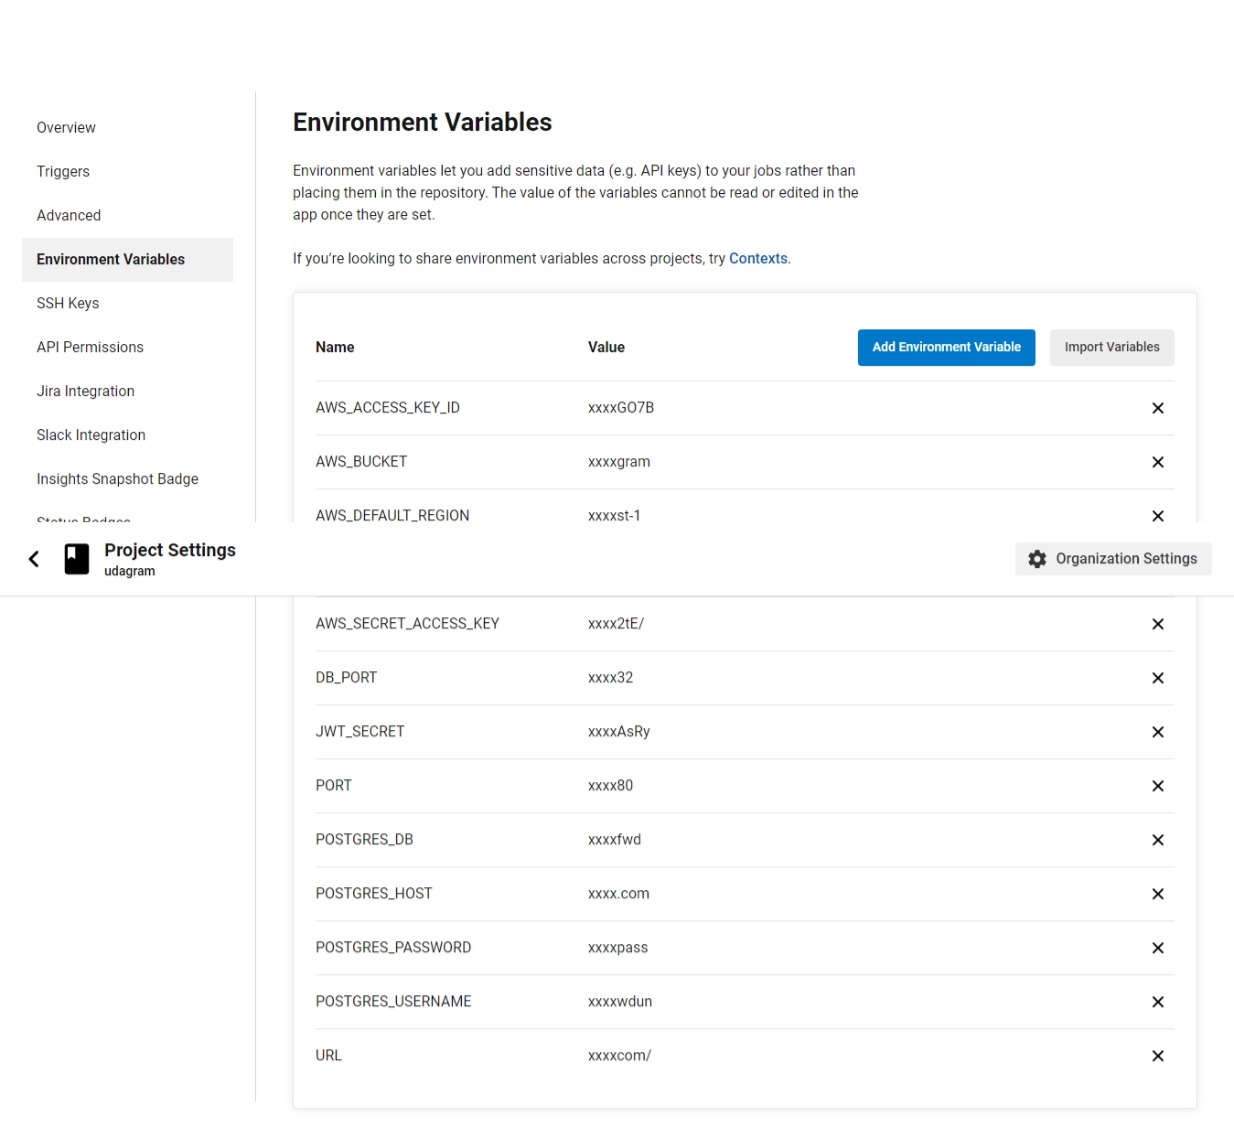 Overview
Triggers
Advanced
Environment Variables
SSH Keys
API Permissions
Jira Integration
Slack Integration
Insights Snapshot Badge
Status Badges
Environment Variables
Environment variables let you add sensitive data (e.g. API keys) to your jobs rather than
placing them in the repository. The value of the variables cannot be read or edited in the
app once they are set.
If you're looking to share environment variables across projects, try Contexts.
Name Value Add Environment Variable Import Variables
AWS_ACCESS_KEY_ID xxxxGO7B
AWS_BUCKET xxxxgram
AWS_DEFAULT_REGION xxxxst-1
Project Settings
udagram
Organization Settings
AWS_SECRET_ACCESS_KEY xxxx2tE/
DB_PORT xxxx32
JWT_SECRET xxxxAsRy
PORT xxxx80
POSTGRES_DB xxxxfwd
POSTGRES_HOST xxxx.com
POSTGRES_PASSWORD xxxxpass
POSTGRES_USERNAME xxxxwdun
URL xxxxcom/